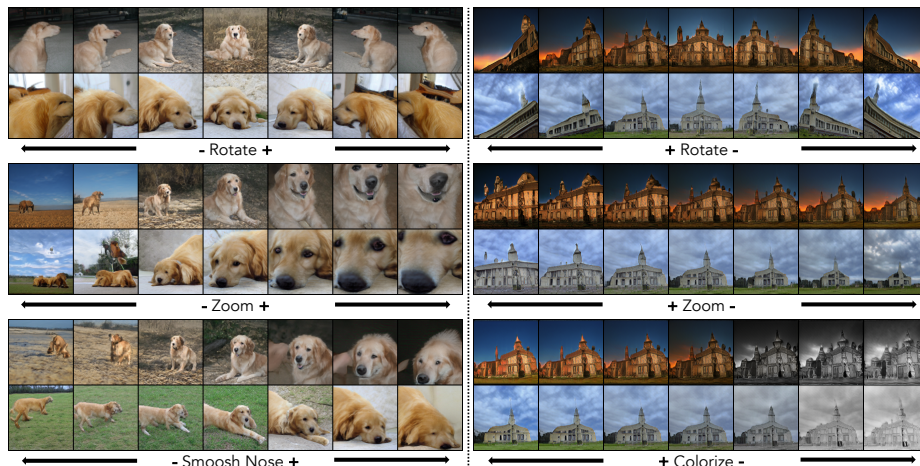 - Rotate +
+ Rotate -
- Zoom +
+ Zoom -
- Smoosh Nose +
+ Colorize -